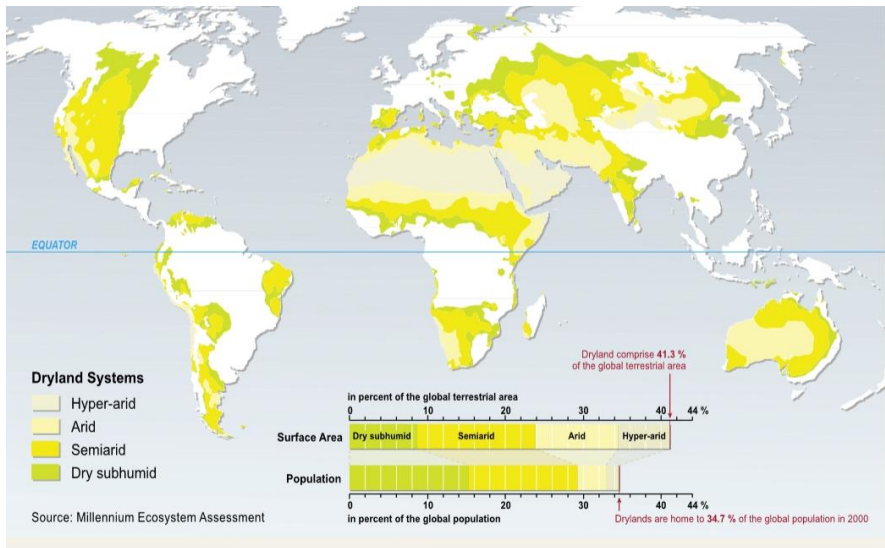 EQUATOR
Dryland Systems
Hyper-arid
Arid
Semiarid
Dry subhumid
Source: Millennium Ecosystem Assessment
Dryland comprise 41.3 %
of the global terrestrial area
in percent of the global terrestrial area
0 10 20 30 40 44 %
Surface Area Dry subhumid Semiarid Arid Hyper-arid
Population
0 10 20 30 40 44 %
in percent of the global population
Drylands are home to 34.7 % of the global population in 2000